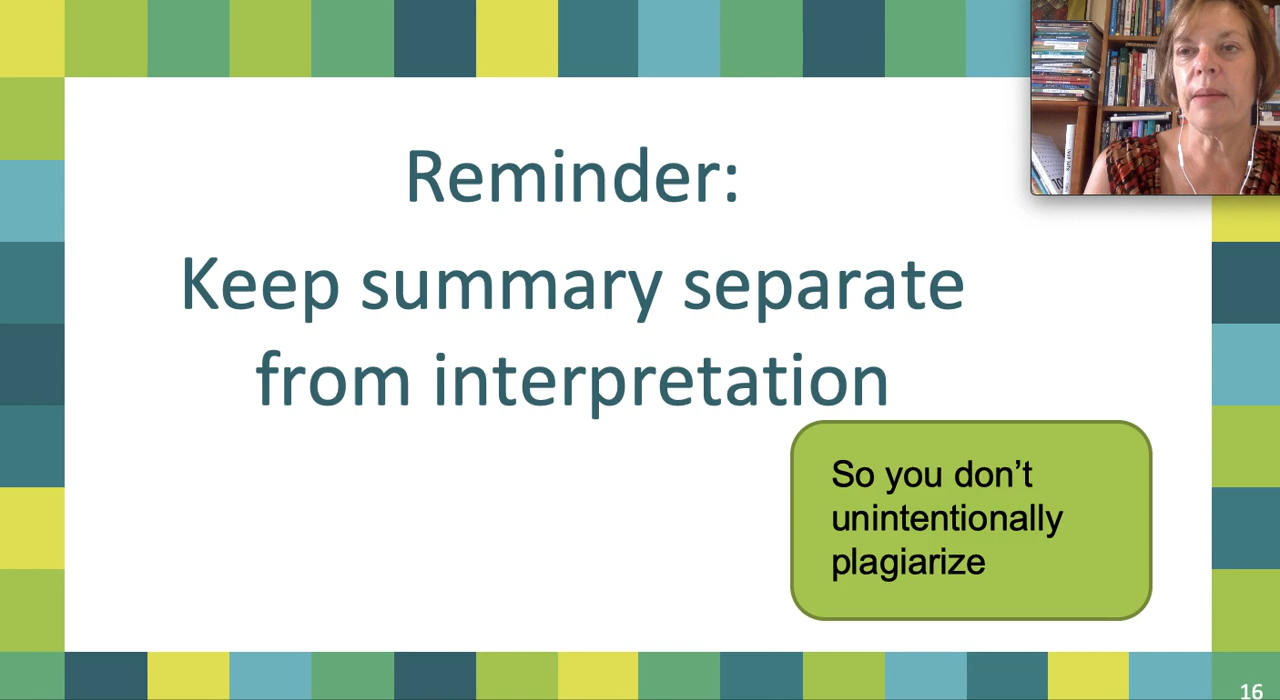 Reminder:
Keep summary separate
from interpretation
So you don’t
unintentionally
plagiarize
16